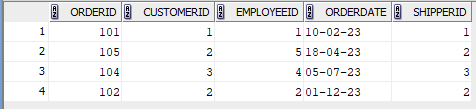 ORDERID CUSTOMERID EMPLOYEEID ORDERDATE SHIPPERID
1 101 1 1 10-02-23 1
2 105 2 5 18-04-23 2
3 104 3 4 05-07-23 3
4 102 2 2 01-12-23 2